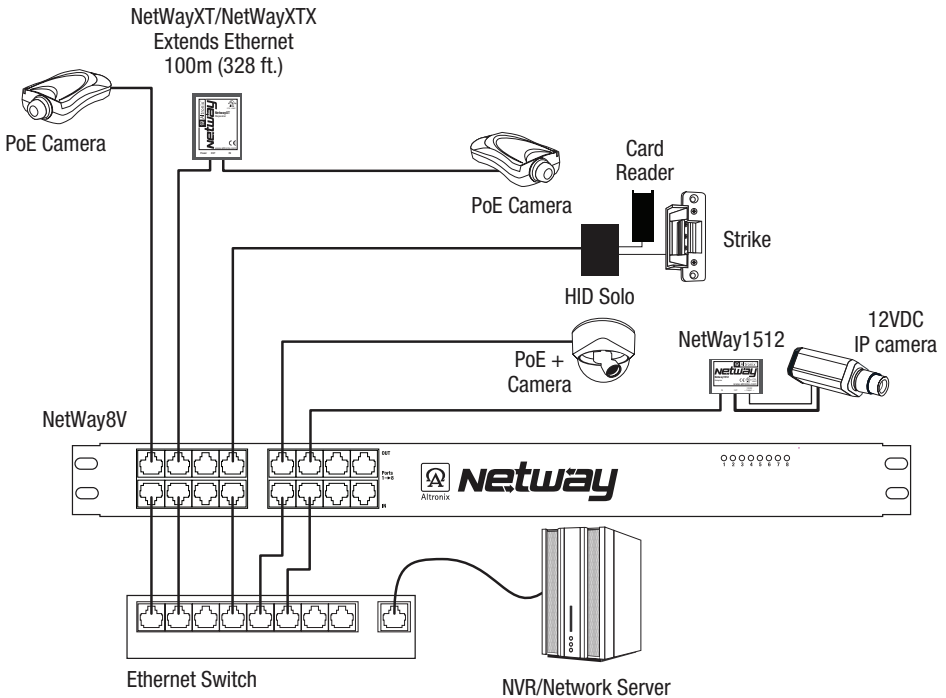 NetWayXT/NetWayXTX
Extends Ethernet
100m (328 ft.)
PoE Camera
Netway
PoE Camera
Card
Reader
Strike
HID Solo
PoE +
Camera
NetWay1512
Netway
12VDC
IP camera
NetWay8V
OUT
Ports
1→8
IN
Altronix
Netway
1 2 3 4 5 6 7 8
Ethernet Switch
NVR/Network Server